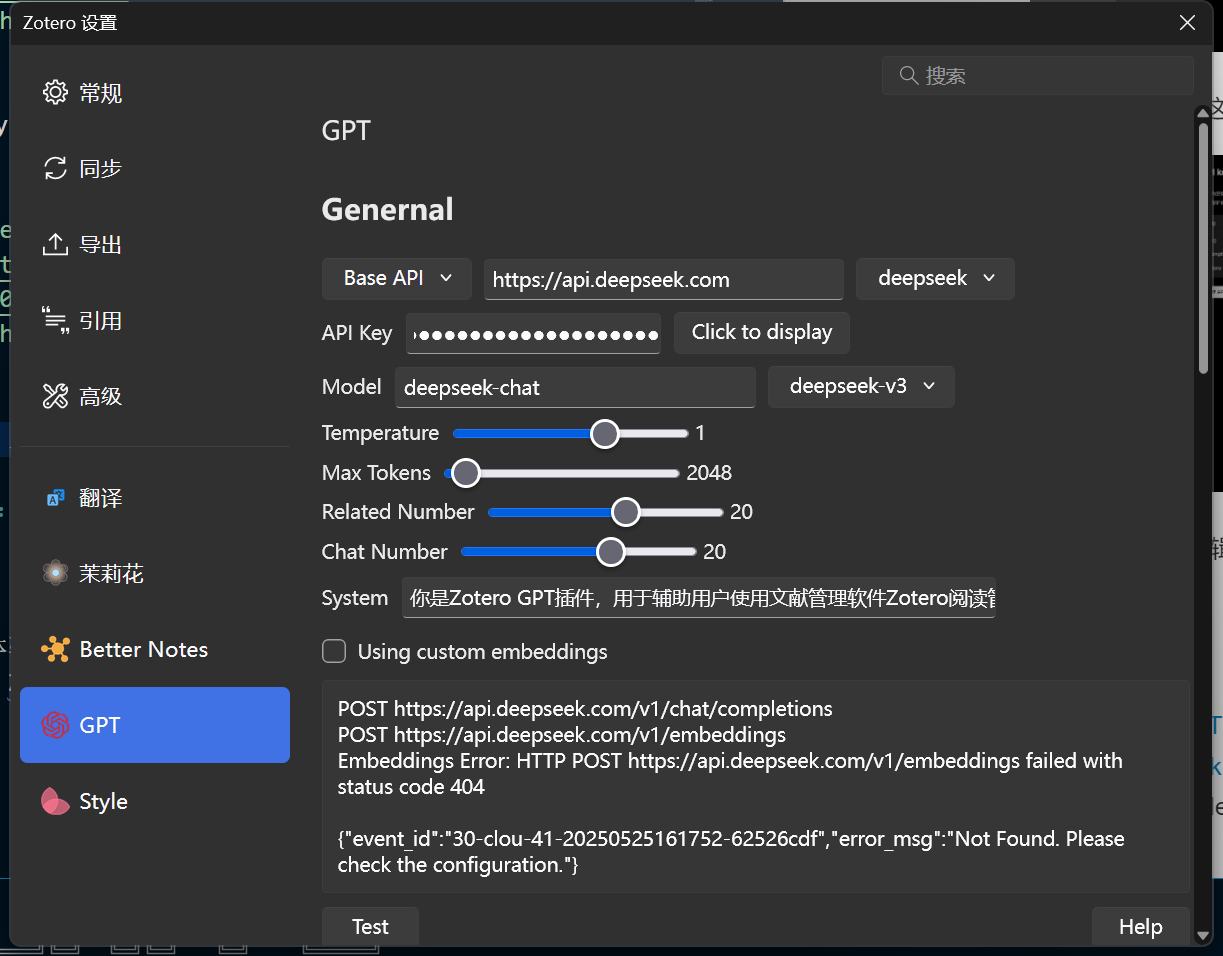 Zotero 设置
搜索
常规
同步
导出
引用
高级
翻译
茉莉花
Better Notes
GPT
Style
GPT
Genernal
Base API https://api.deepseek.com deepseek
API Key Click to display
Model deepseek-chat deepseek-v3
Temperature 1
Max Tokens 2048
Related Number 20
Chat Number 20
System 你是Zotero GPT插件，用于辅助用户使用文献管理软件Zotero阅读管
Using custom embeddings
POST https://api.deepseek.com/v1/chat/completions
POST https://api.deepseek.com/v1/embeddings
Embeddings Error: HTTP POST https://api.deepseek.com/v1/embeddings failed with
status code 404
{"event_id":"30-clou-41-20250525161752-62526cdf","error_msg":"Not Found. Please
check the configuration."}
Test Help